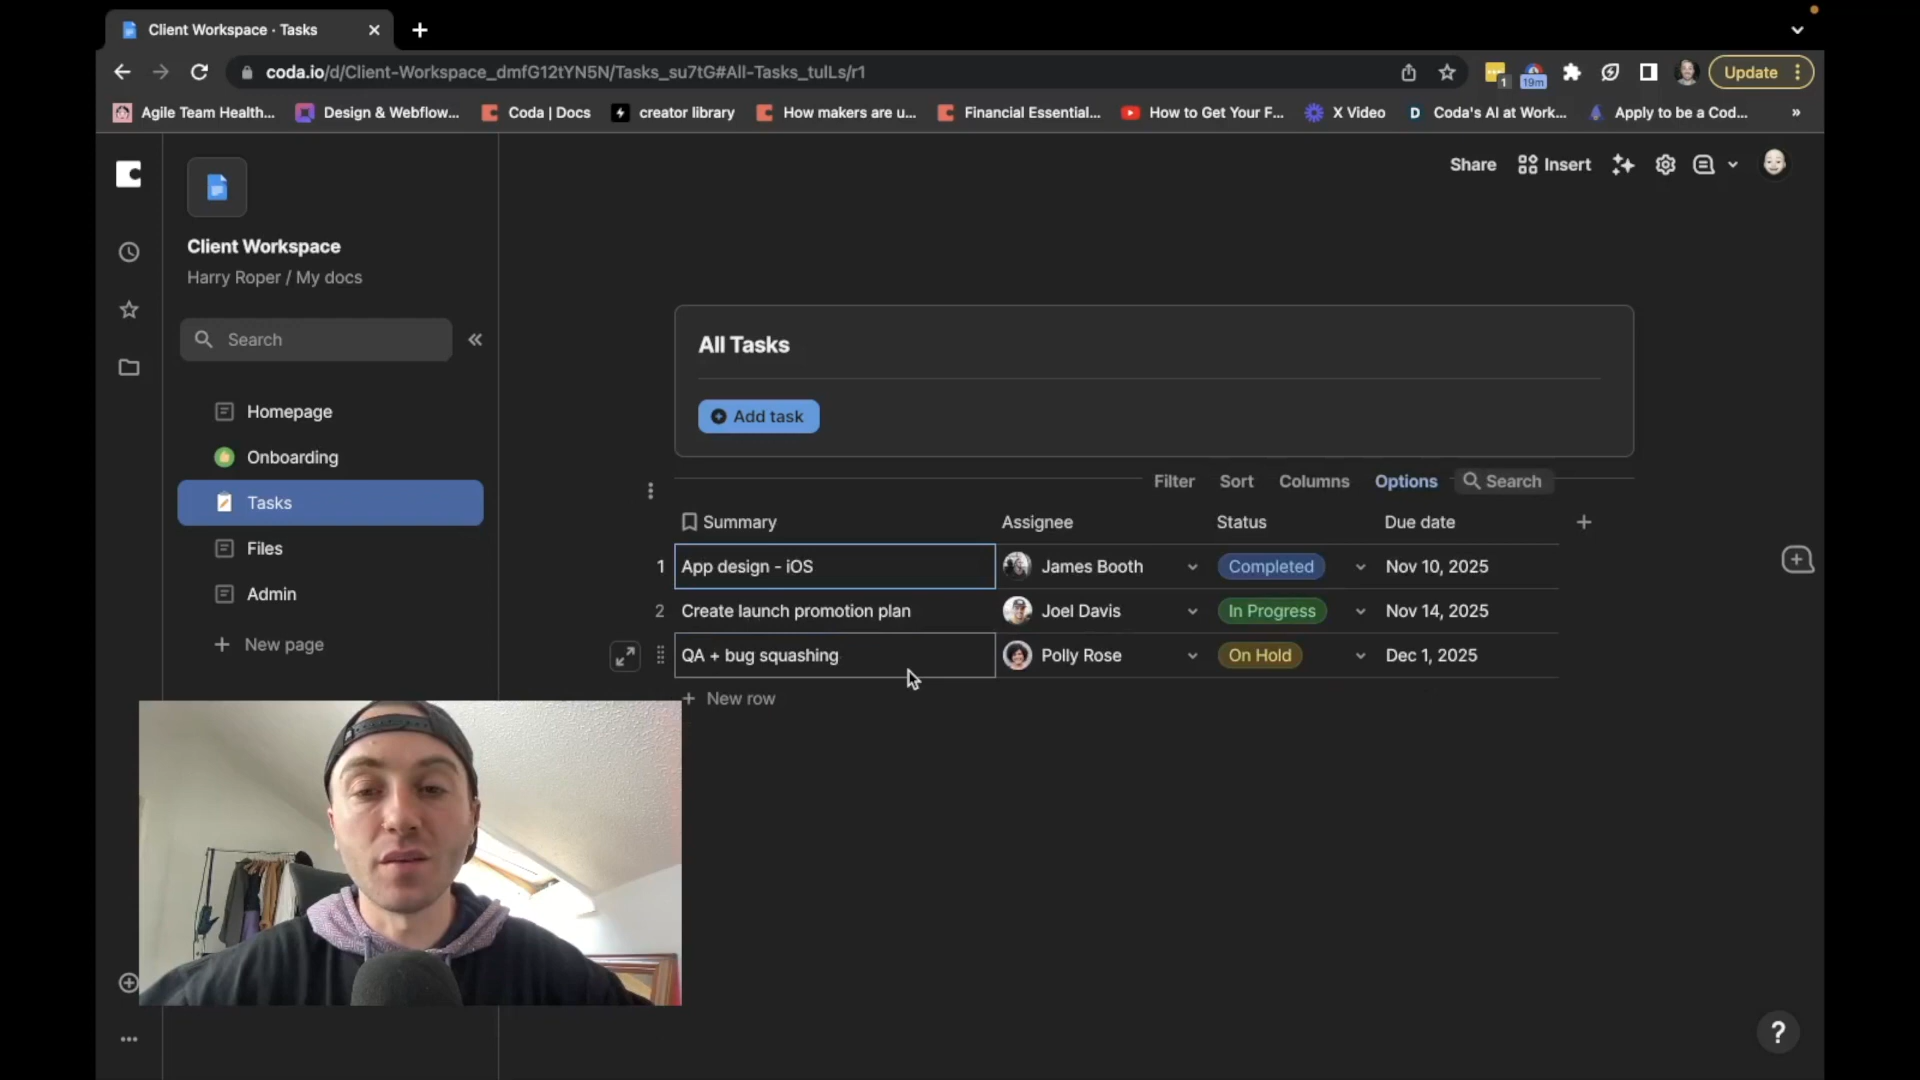 Client Workspace · Tasks
coda.io/d/Client-Workspace_dmfG12tYN5N/Tasks_su7tG#All-Tasks_tulLs/r1
1
19m
Update
Agile Team Health...
Design & Webflow...
Coda | Docs
creator library
How makers are u...
Financial Essential...
How to Get Your F...
X Video
Coda's AI at Work...
Apply to be a Cod...
»
Share
Insert
Client Workspace
Harry Roper / My docs
Search
Homepage
Onboarding
Tasks
Files
Admin
New page
All Tasks
Add task
Filter
Sort
Columns
Options
Search
Summary
Assignee
Status
Due date
1
App design - iOS
James Booth
Completed
Nov 10, 2025
2
Create launch promotion plan
Joel Davis
In Progress
Nov 14, 2025
QA + bug squashing
Polly Rose
On Hold
Dec 1, 2025
New row
?